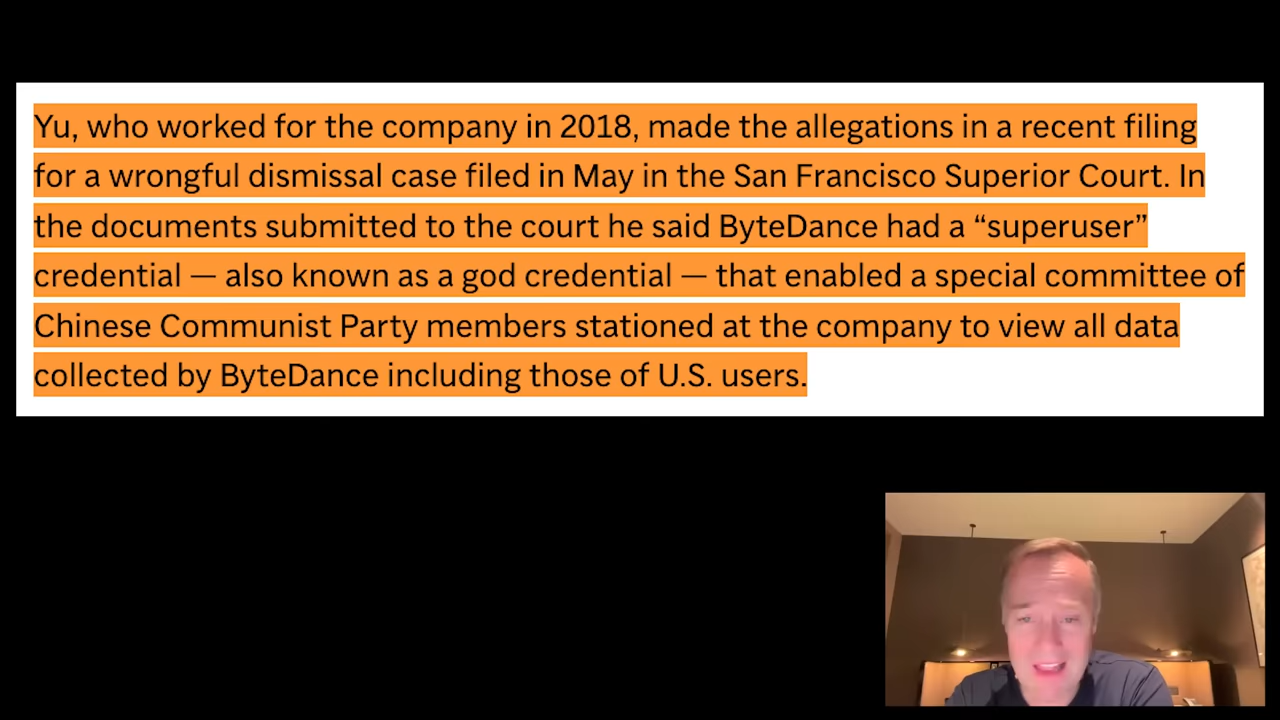 Yu, who worked for the company in 2018, made the allegations in a recent filing
for a wrongful dismissal case filed in May in the San Francisco Superior Court. In
the documents submitted to the court he said ByteDance had a “superuser”
credential — also known as a god credential — that enabled a special committee of
Chinese Communist Party members stationed at the company to view all data
collected by ByteDance including those of U.S. users.